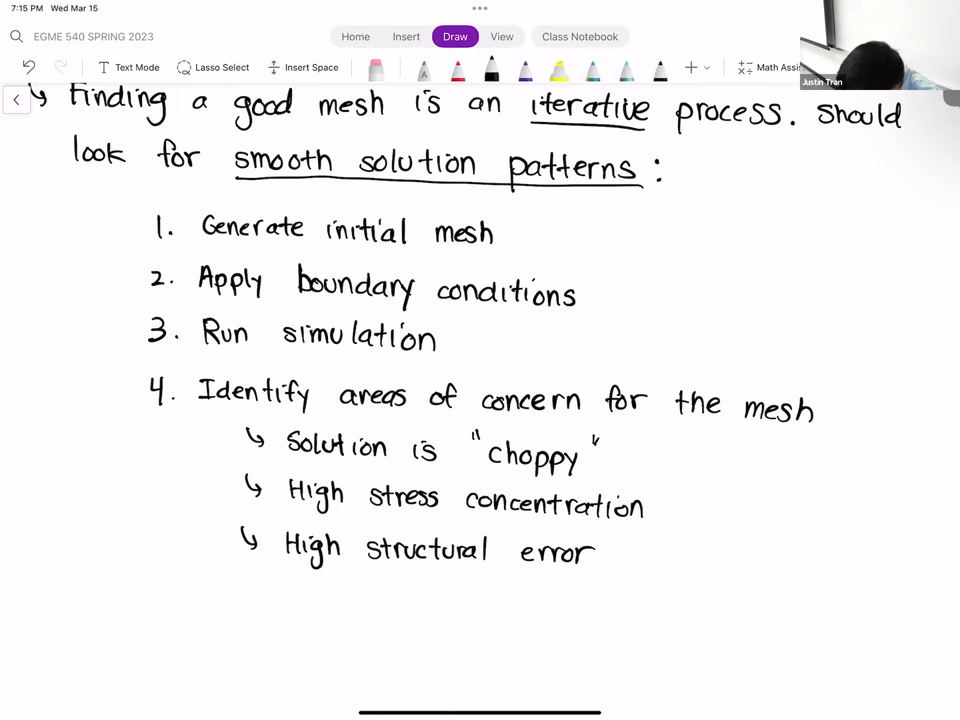 7:15 PM Wed Mar 15
EGME 540 SPRING 2023
Home Insert Draw View Class Notebook
Text Mode Lasso Select Insert Space Math Assis
Justin Tran
↳ Finding a good mesh is an iterative process. Should
look for smooth solution patterns:
1. Generate initial mesh
2. Apply boundary conditions
3. Run simulation
4. Identify areas of concern for the mesh
↳ Solution is "choppy"
↳ High stress concentration
↳ High structural error